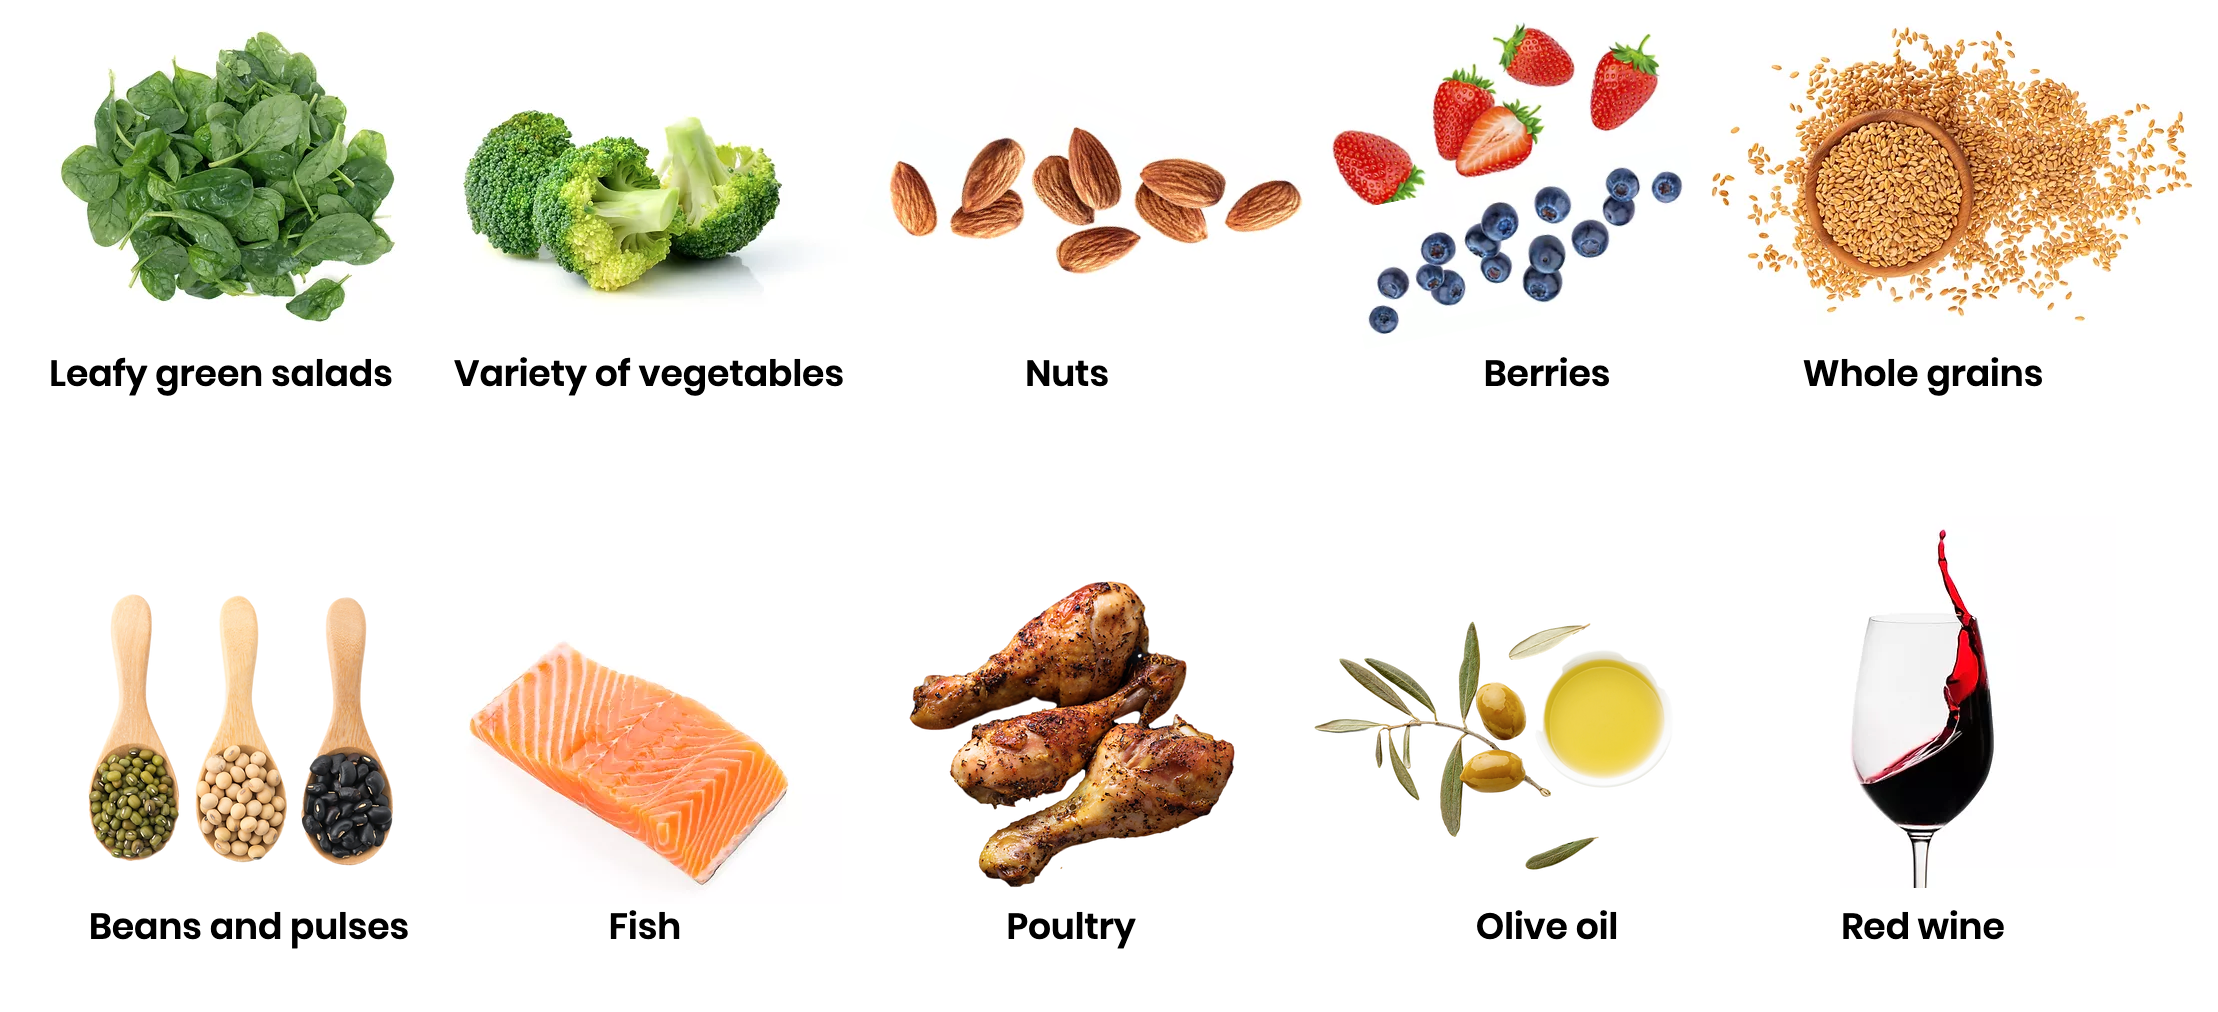 Leafy green salads
Variety of vegetables
Nuts
Berries
Whole grains
Beans and pulses
Fish
Poultry
Olive oil
Red wine